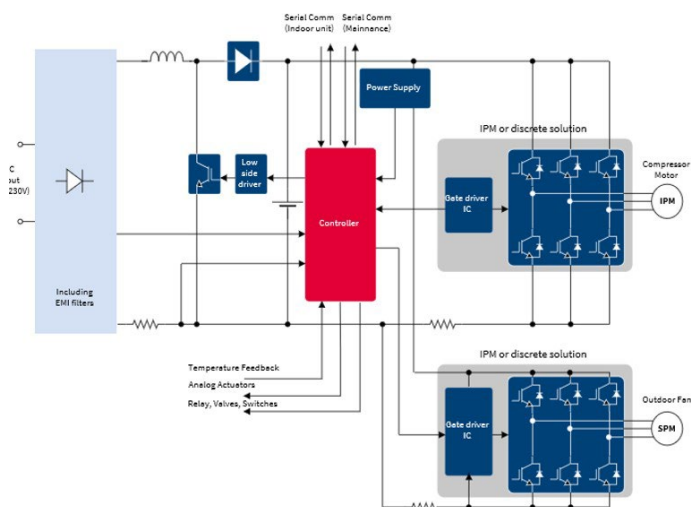 Serial Comm
(Indoor unit)
Serial Comm
(Mainnance)
Power Supply
IPM or discrete solution
Compressor
Motor
IPM
Gate driver
IC
Low
side
driver
Controller
C
out
230V)
Including
EMI filters
Temperature Feedback
Analog Actuators
Relay, Valves, Switches
IPM or discrete solution
Outdoor Fan
SPM
Gate driver
IC